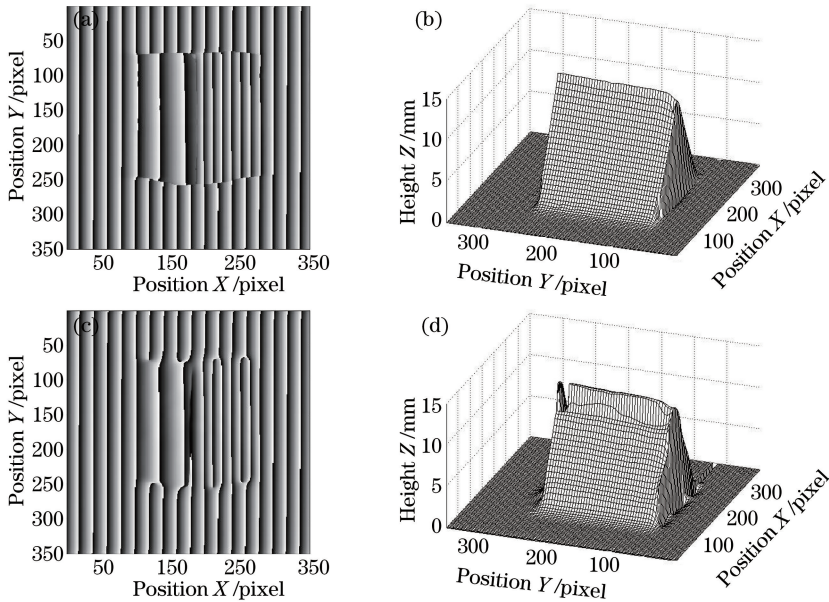 (a)
50
100
150
200
250
300
350
Position Y /pixel
50 150 250 350
Position X /pixel
(b)
15
10
5
0
Height Z /mm
300 200 100
Position Y /pixel
100
200
300
Position X /pixel
(c)
50
100
150
200
250
300
350
Position Y /pixel
50 150 250 350
Position X /pixel
(d)
15
10
5
0
Height Z /mm
300 200 100
Position Y /pixel
100
200
300
Position X /pixel